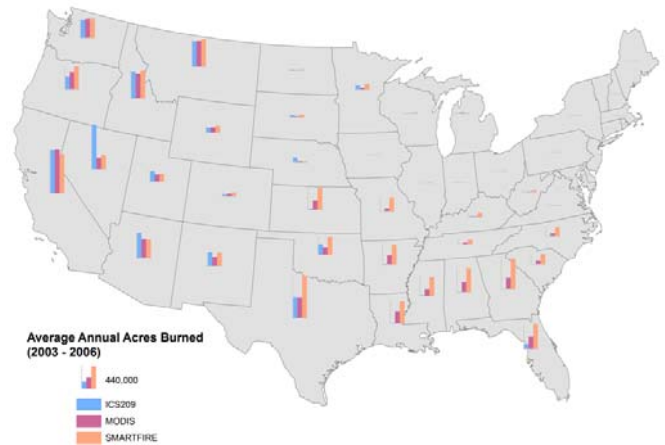 Average Annual Acres Burned
(2003 - 2006)
440,000
ICS209
MODIS
SMARTFIRE